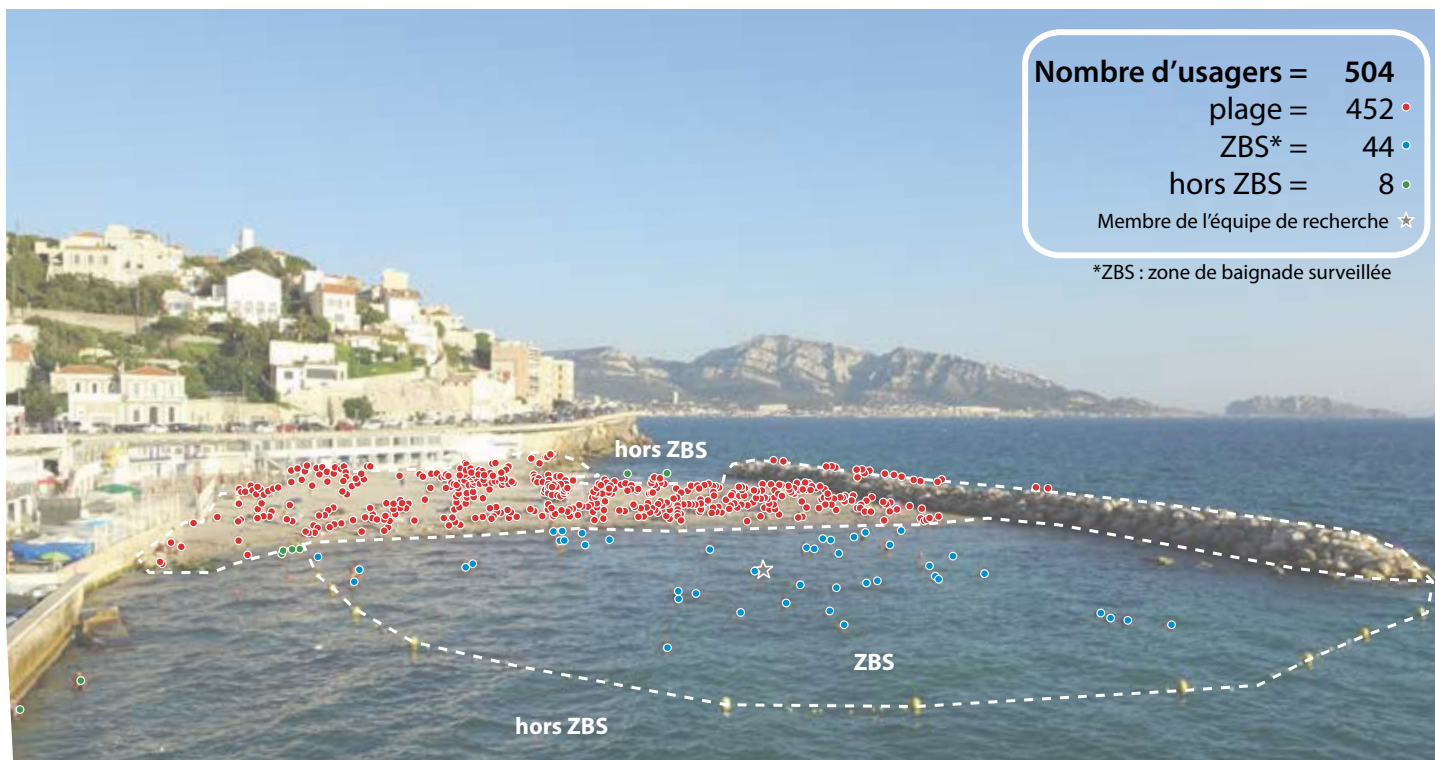 Nombre d’usagers = 504
plage = 452
ZBS* = 44
hors ZBS = 8
Membre de l’équipe de recherche
*ZBS : zone de baignade surveillée
hors ZBS
ZBS
hors ZBS